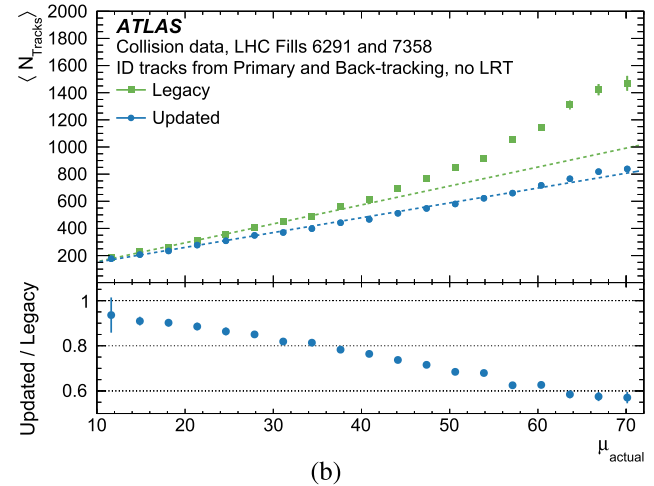 2000
1800
1600
1400
1200
1000
800
600
400
200
⟨ N_Tracks ⟩
ATLAS
Collision data, LHC Fills 6291 and 7358
ID tracks from Primary and Back-tracking, no LRT
Legacy
Updated
1
0.8
0.6
Updated / Legacy
10 20 30 40 50 60 70
μ_actual
(b)